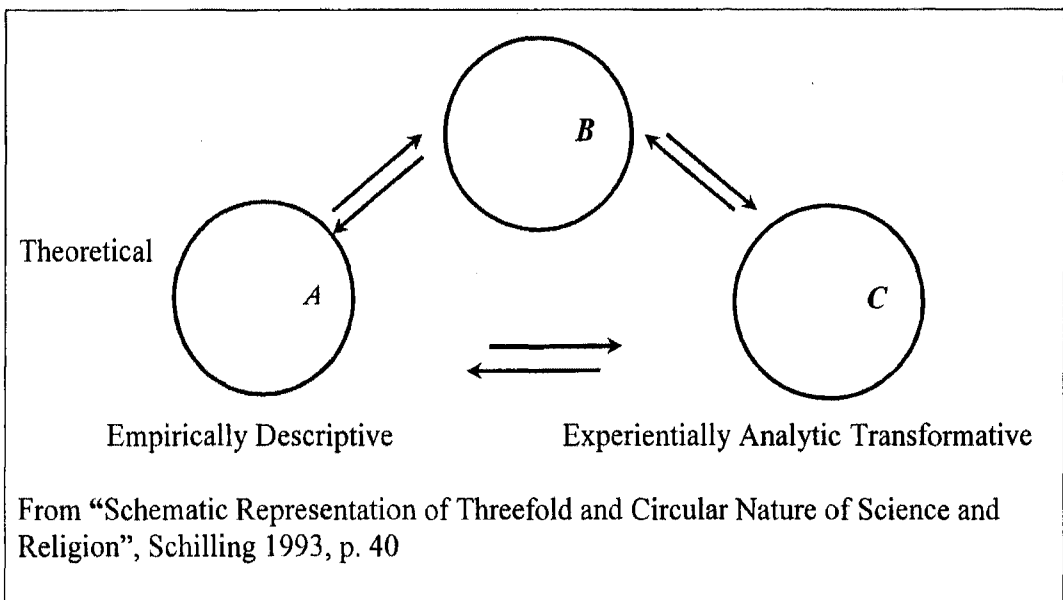 B
Theoretical
A
C
Empirically Descriptive
Experientially Analytic Transformative
From “Schematic Representation of Threefold and Circular Nature of Science and
Religion”, Schilling 1993, p. 40